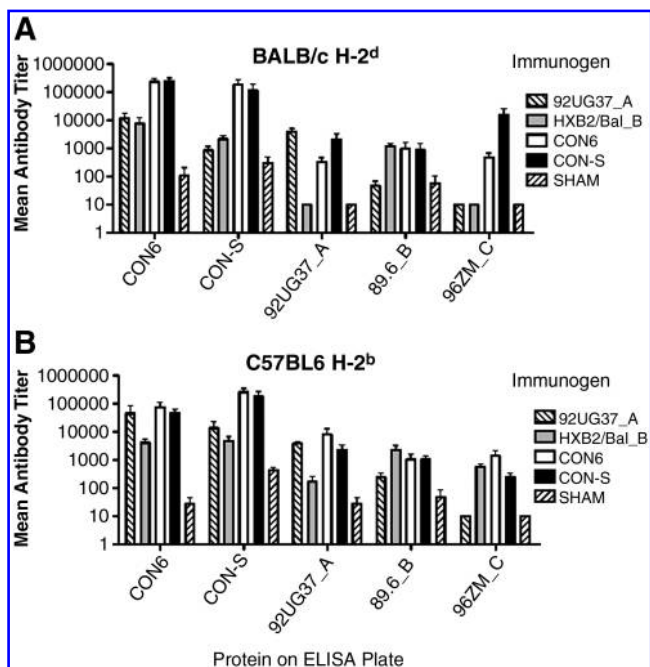 A
BALB/c H-2d
Immunogen
Mean Antibody Titer
1000000
100000
10000
1000
100
10
1
92UG37_A
HXB2/Bal_B
CON6
CON-S
SHAM
CON6
CON-S
92UG37_A
89.6_B
96ZM_C
B
C57BL6 H-2b
Immunogen
Mean Antibody Titer
1000000
100000
10000
1000
100
10
1
92UG37_A
HXB2/Bal_B
CON6
CON-S
SHAM
CON6
CON-S
92UG37_A
89.6_B
96ZM_C
Protein on ELISA Plate